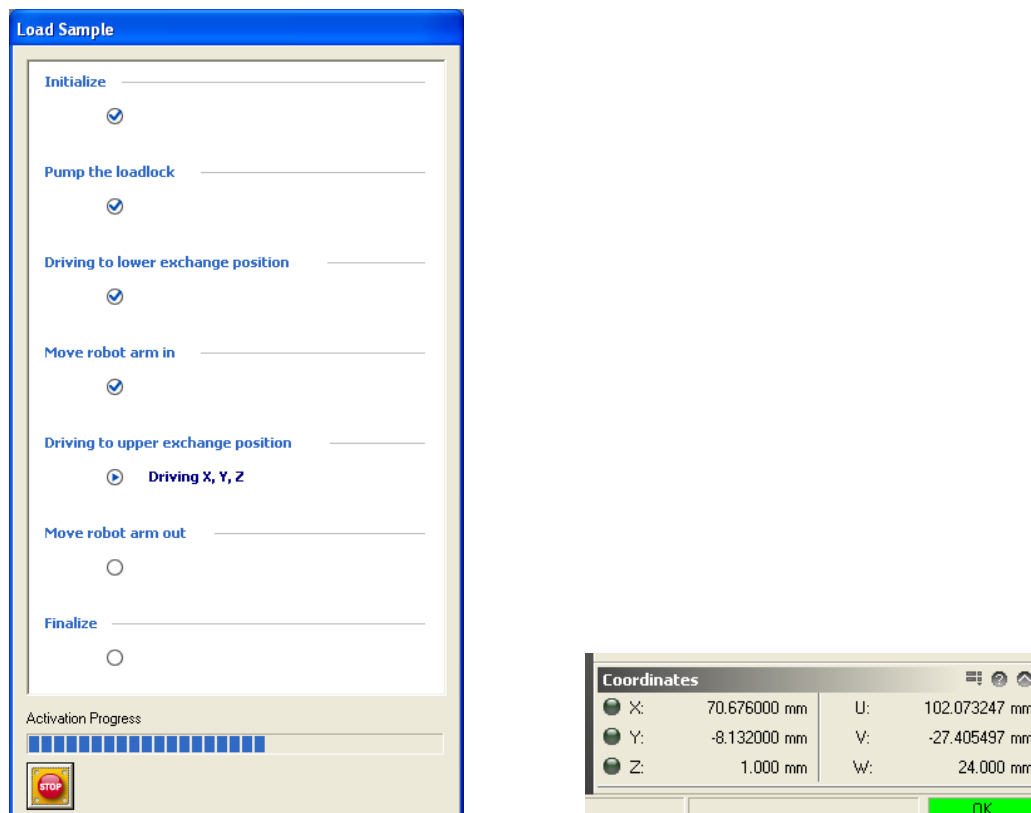 Load Sample
Initialize
Pump the loadlock
Driving to lower exchange position
Move robot arm in
Driving to upper exchange position
Driving X, Y, Z
Move robot arm out
Finalize
Activation Progress
STOP
Coordinates
X: 70.676000 mm U: 102.073247 mm
Y: -8.132000 mm V: -27.405497 mm
Z: 1.000 mm W: 24.000 mm
OK